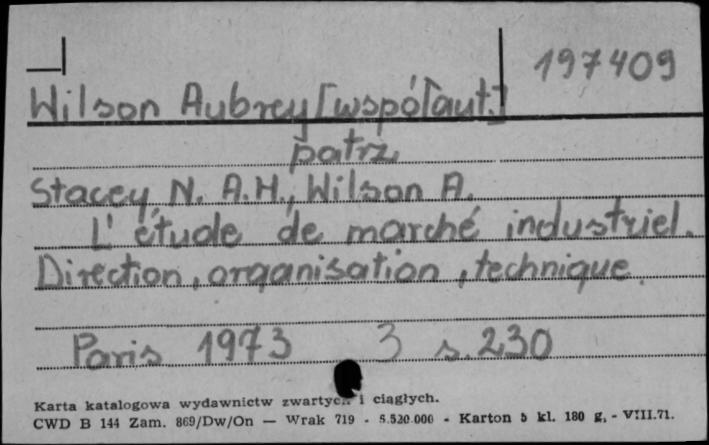 197409
Wilson Aubrey [współaut.]
patrz
Stacey, N. A.H., Wilson A.
L'étude de marché industriel.
Direction, organisation, technique.
Paris 1973 3 s. 230
Karta katalogowa wydawnictw zwartych i ciągłych.
CWD B 144 Zam. 869/Dw/On — Wrak 719 - 5.520.000 - Karton 5 kl. 180 g. - VIII.71.